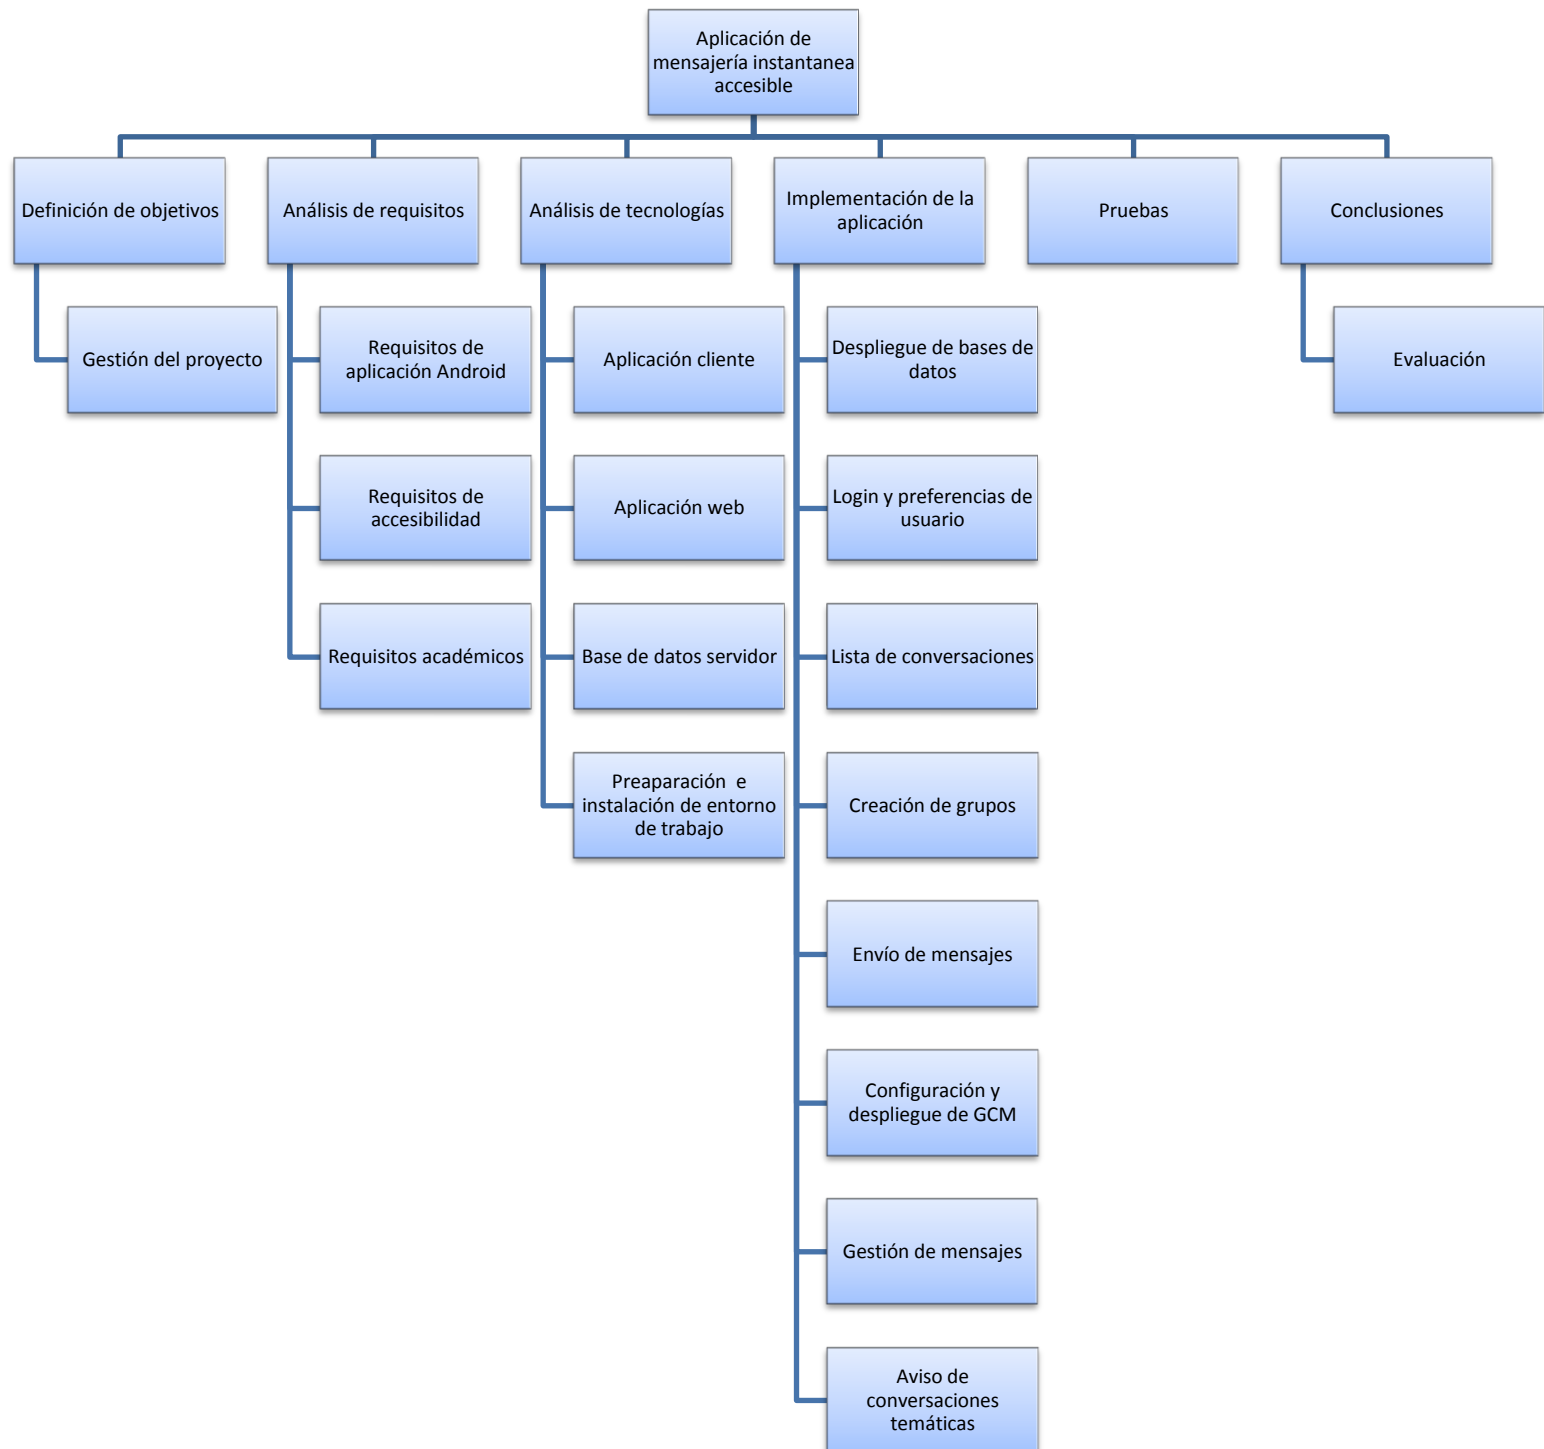 Aplicación de
mensajería instantanea
accesible
Definición de objetivos
Gestión del proyecto
Análisis de requisitos
Requisitos de
aplicación Android
Requisitos de
accesibilidad
Requisitos académicos
Análisis de tecnologías
Aplicación cliente
Aplicación web
Base de datos servidor
Preaparación e
instalación de entorno
de trabajo
Implementación de la
aplicación
Despliegue de bases de
datos
Login y preferencias de
usuario
Lista de conversaciones
Creación de grupos
Envío de mensajes
Configuración y
despliegue de GCM
Gestión de mensajes
Aviso de
conversaciones
temáticas
Pruebas
Conclusiones
Evaluación